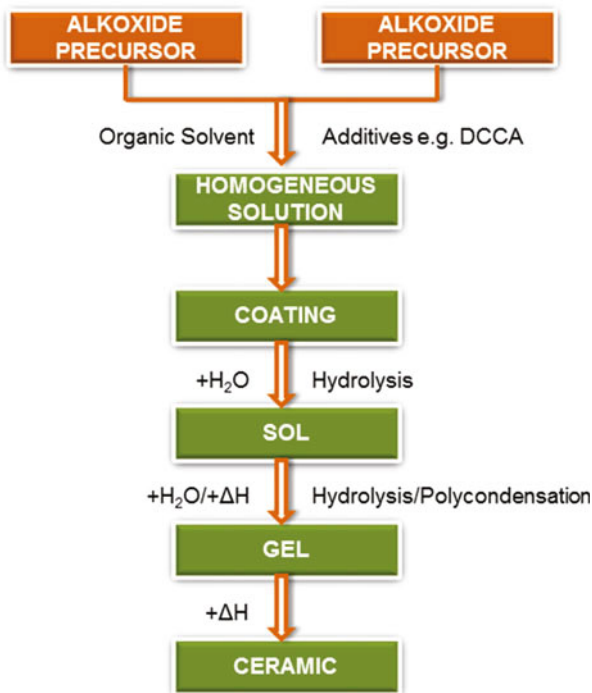 ALKOXIDE
PRECURSOR
ALKOXIDE
PRECURSOR
Organic Solvent
Additives e.g. DCCA
HOMOGENEOUS
SOLUTION
COATING
+H₂O
Hydrolysis
SOL
+H₂O/+ΔH
Hydrolysis/Polycondensation
GEL
+ΔH
CERAMIC